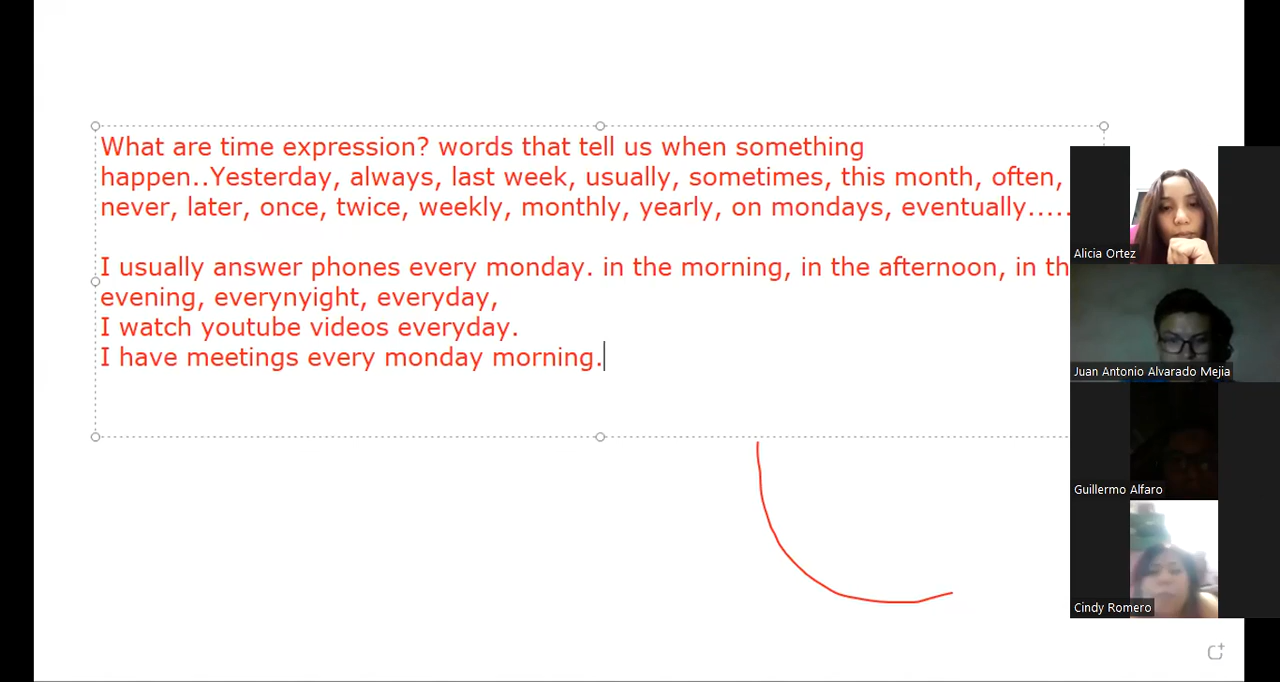 What are time expression? words that tell us when something
happen..Yesterday, always, last week, usually, sometimes, this month, often,
never, later, once, twice, weekly, monthly, yearly, on mondays, eventually.....
I usually answer phones every monday. in the morning, in the afternoon, in th
evening, everynyight, everyday,
I watch youtube videos everyday.
I have meetings every monday morning.
Alicia Ortez
Juan Antonio Alvarado Mejia
Guillermo Alfaro
Cindy Romero